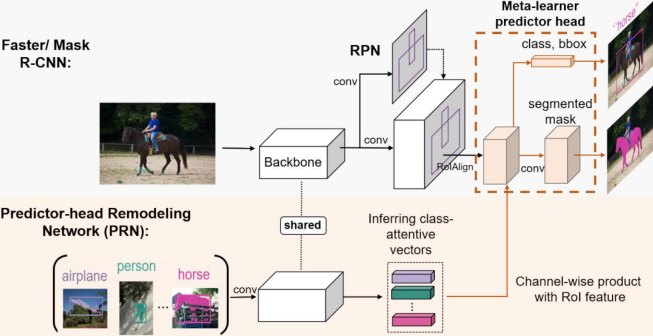 Meta-learner
predictor head
Faster/ Mask
R-CNN:
RPN
class, bbox
"horse"
conv
segmented
mask
Backbone
conv
RoIAlign
conv
Predictor-head Remodeling
Network (PRN):
shared
Inferring class-
attentive
vectors
airplane
person
horse
...
conv
Channel-wise product
with RoI feature